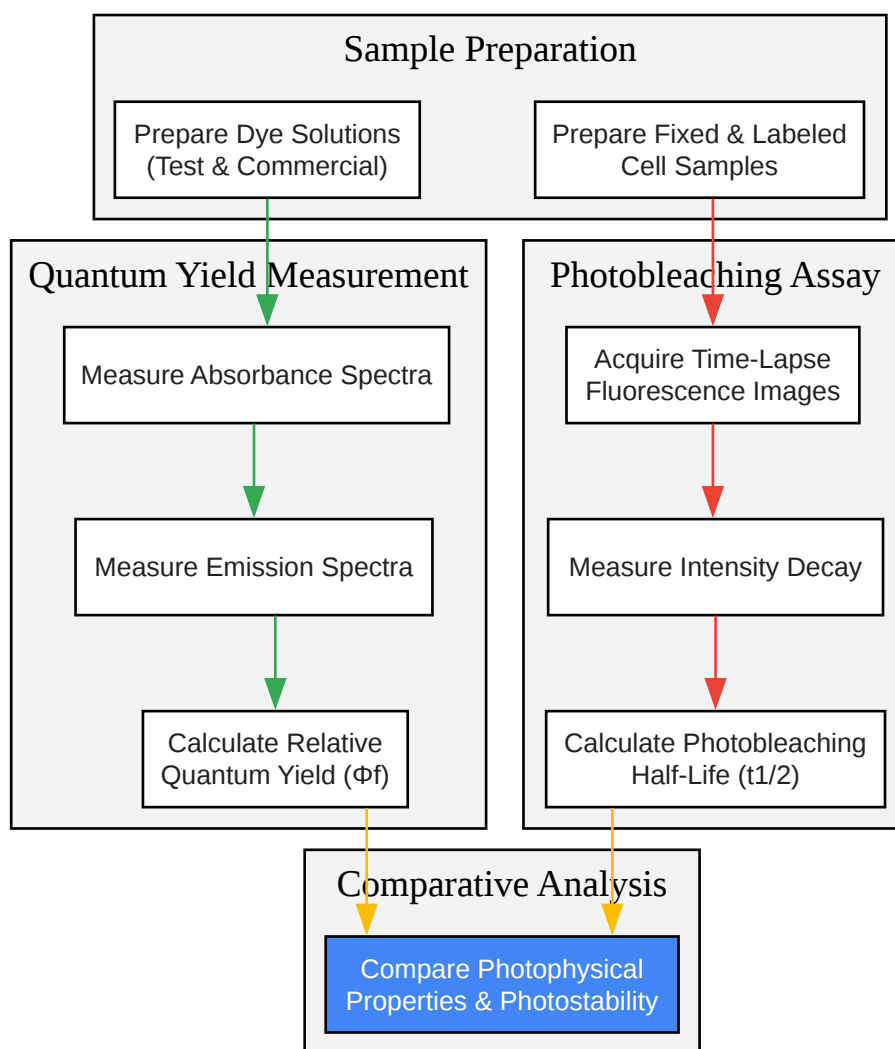 Sample Preparation
Prepare Dye Solutions
(Test & Commercial)
Prepare Fixed & Labeled
Cell Samples
Quantum Yield Measurement
Measure Absorbance Spectra
Measure Emission Spectra
Calculate Relative
Quantum Yield (Φf)
Photobleaching Assay
Acquire Time-Lapse
Fluorescence Images
Measure Intensity Decay
Calculate Photobleaching
Half-Life (t1/2)
Comparative Analysis
Compare Photophysical
Properties & Photostability